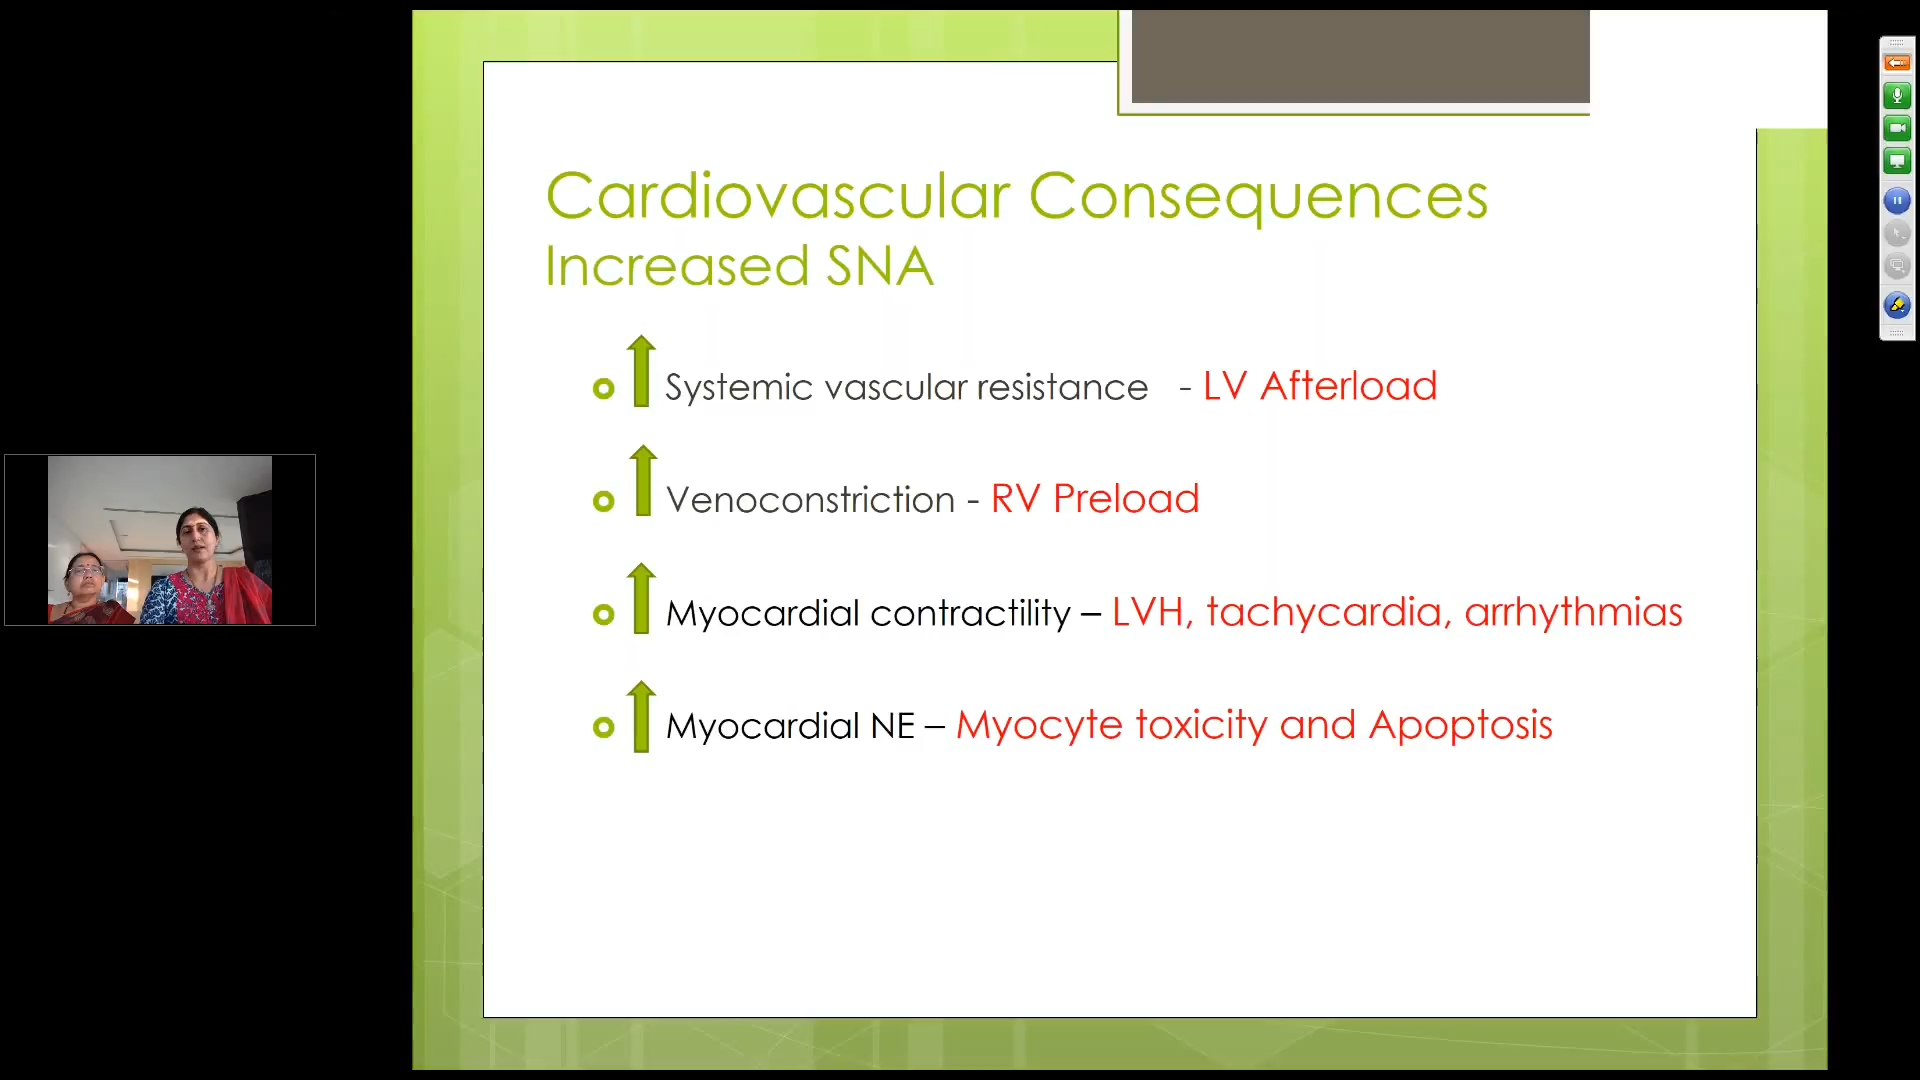 Cardiovascular Consequences
Increased SNA
Systemic vascular resistance - LV Afterload
Venoconstriction - RV Preload
Myocardial contractility – LVH, tachycardia, arrhythmias
Myocardial NE – Myocyte toxicity and Apoptosis